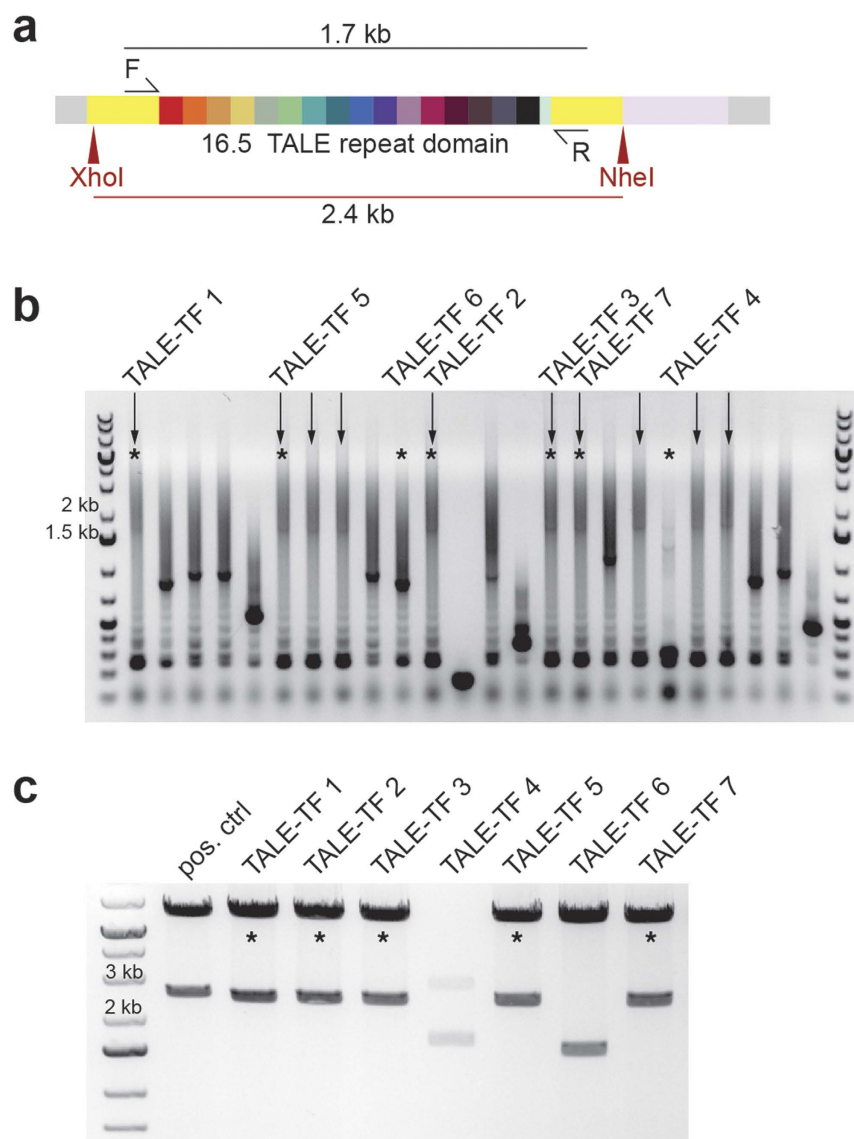 a
1.7 kb
F
16.5 TALE repeat domain
R
XhoI
NheI
2.4 kb
b
TALE-TF 1
TALE-TF 5
TALE-TF 6
TALE-TF 2
TALE-TF 3
TALE-TF 7
TALE-TF 4
* * * * * * *
2 kb
1.5 kb
c
pos. ctrl
TALE-TF 1
TALE-TF 2
TALE-TF 3
TALE-TF 4
TALE-TF 5
TALE-TF 6
TALE-TF 7
* * * * *
3 kb
2 kb